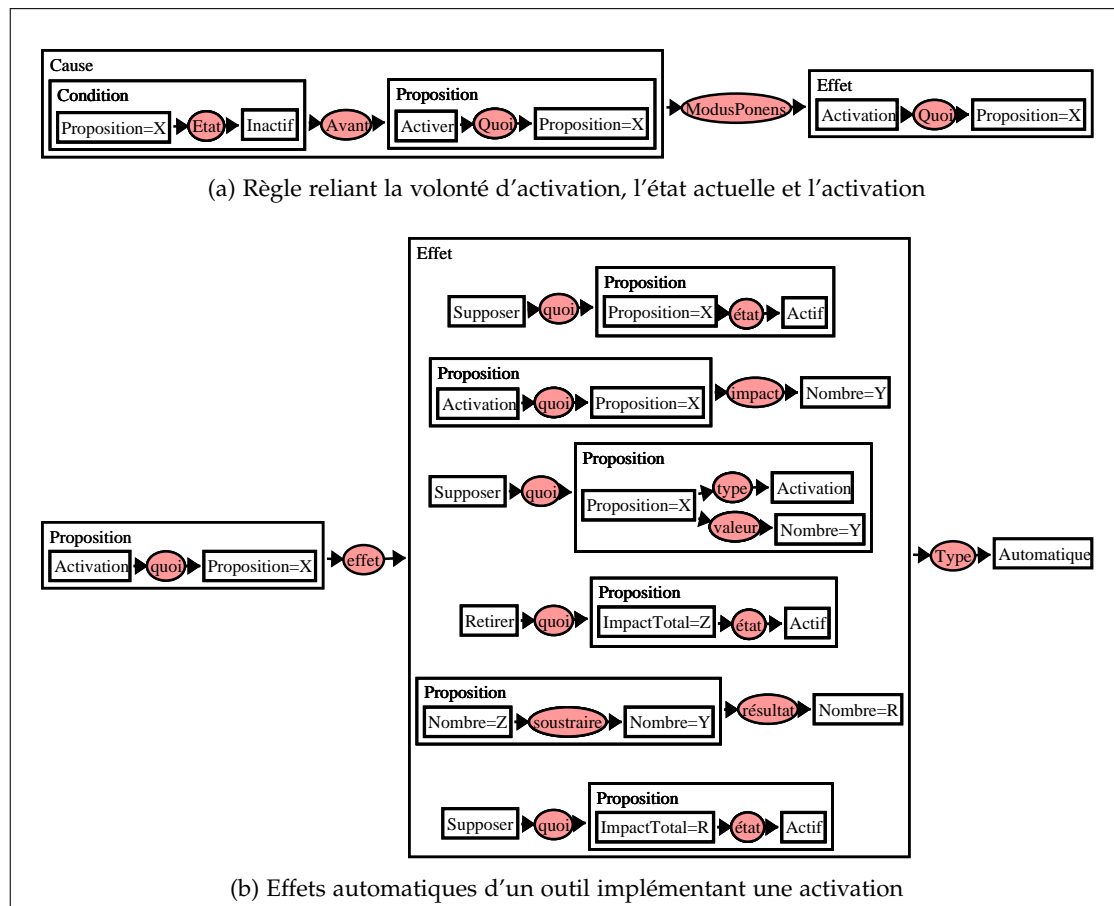 Cause
Condition
Proposition=X Etat Inactif
Avant
Proposition
Activer Quoi Proposition=X
ModusPonens
Effet
Activation Quoi Proposition=X
(a) Règle reliant la volonté d'activation, l'état actuelle et l'activation
Proposition
Activation quoi Proposition=X
effet
Effet
Supposer quoi
Proposition
Proposition=X état Actif
Proposition
Activation quoi Proposition=X
impact Nombre=Y
Supposer quoi
Proposition
Proposition=X
type Activation
valeur Nombre=Y
Retirer quoi
Proposition
ImpactTotal=Z état Actif
Proposition
Nombre=Z soustraire Nombre=Y
résultat Nombre=R
Supposer quoi
Proposition
ImpactTotal=R état Actif
Type Automatique
(b) Effets automatiques d'un outil implémentant une activation